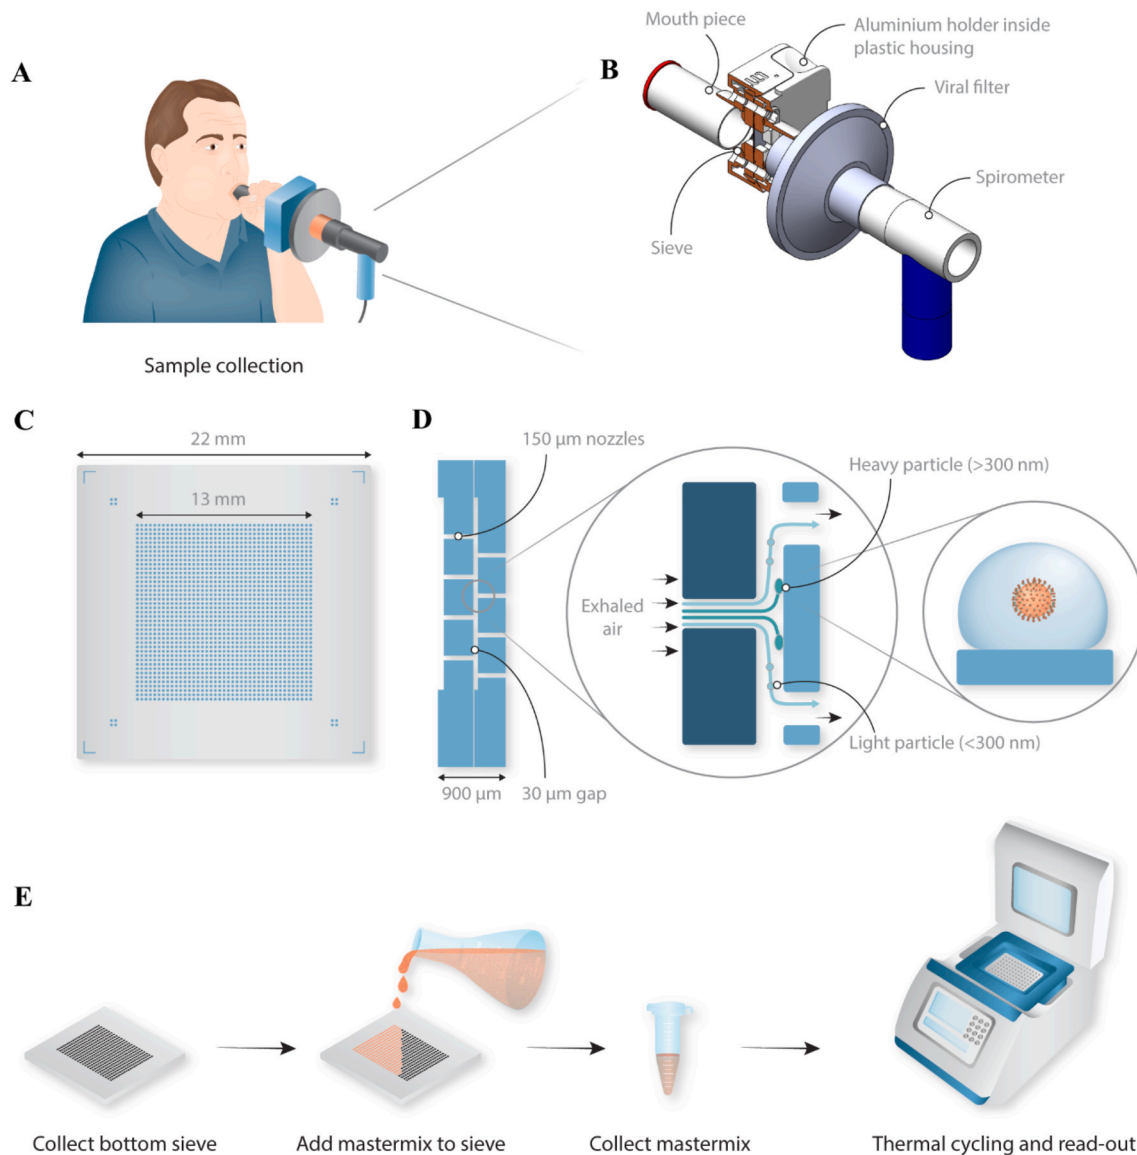 A
Sample collection
B
Mouth piece
Aluminium holder inside
plastic housing
Viral filter
Spirometer
Sieve
C
22 mm
13 mm
D
150 µm nozzles
Heavy particle (>300 nm)
Exhaled
air
Light particle (<300 nm)
900 µm
30 µm gap
E
Collect bottom sieve
Add mastermix to sieve
Collect mastermix
Thermal cycling and read-out